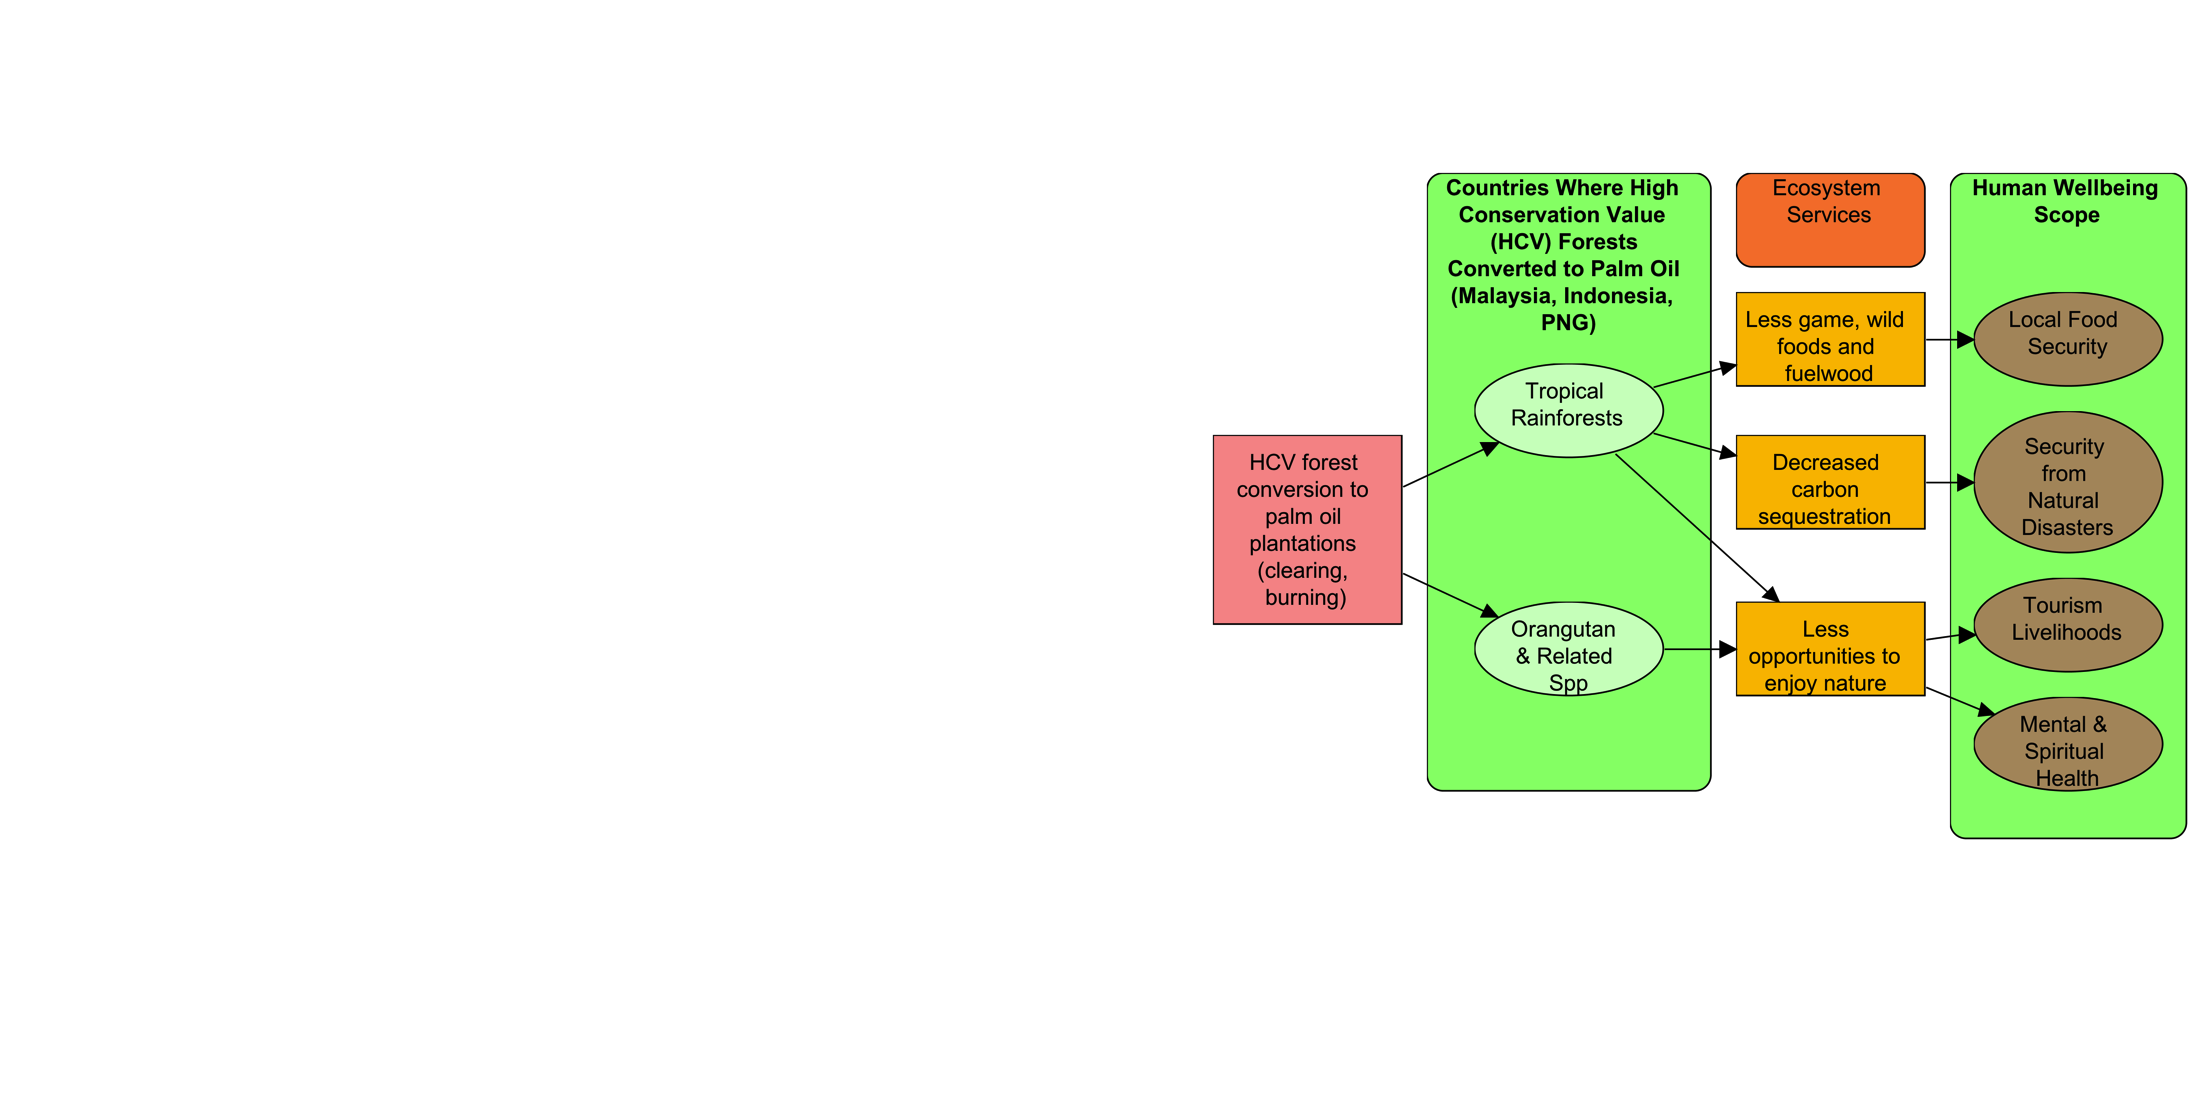 HCV forest
conversion to
palm oil
plantations
(clearing,
burning)
Countries Where High
Conservation Value
(HCV) Forests
Converted to Palm Oil
(Malaysia, Indonesia,
PNG)
Tropical
Rainforests
Orangutan
& Related
Spp
Ecosystem
Services
Less game, wild
foods and
fuelwood
Decreased
carbon
sequestration
Less
opportunities to
enjoy nature
Human Wellbeing
Scope
Local Food
Security
Security
from
Natural
Disasters
Tourism
Livelihoods
Mental &
Spiritual
Health